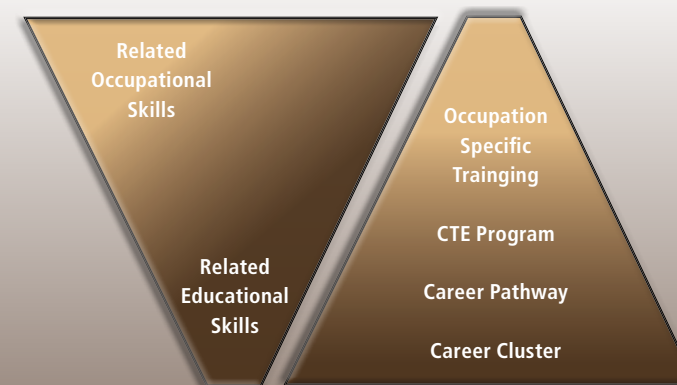 Related
Occupational
Skills
Related
Educational
Skills
Occupation
Specific
Trainging
CTE Program
Career Pathway
Career Cluster